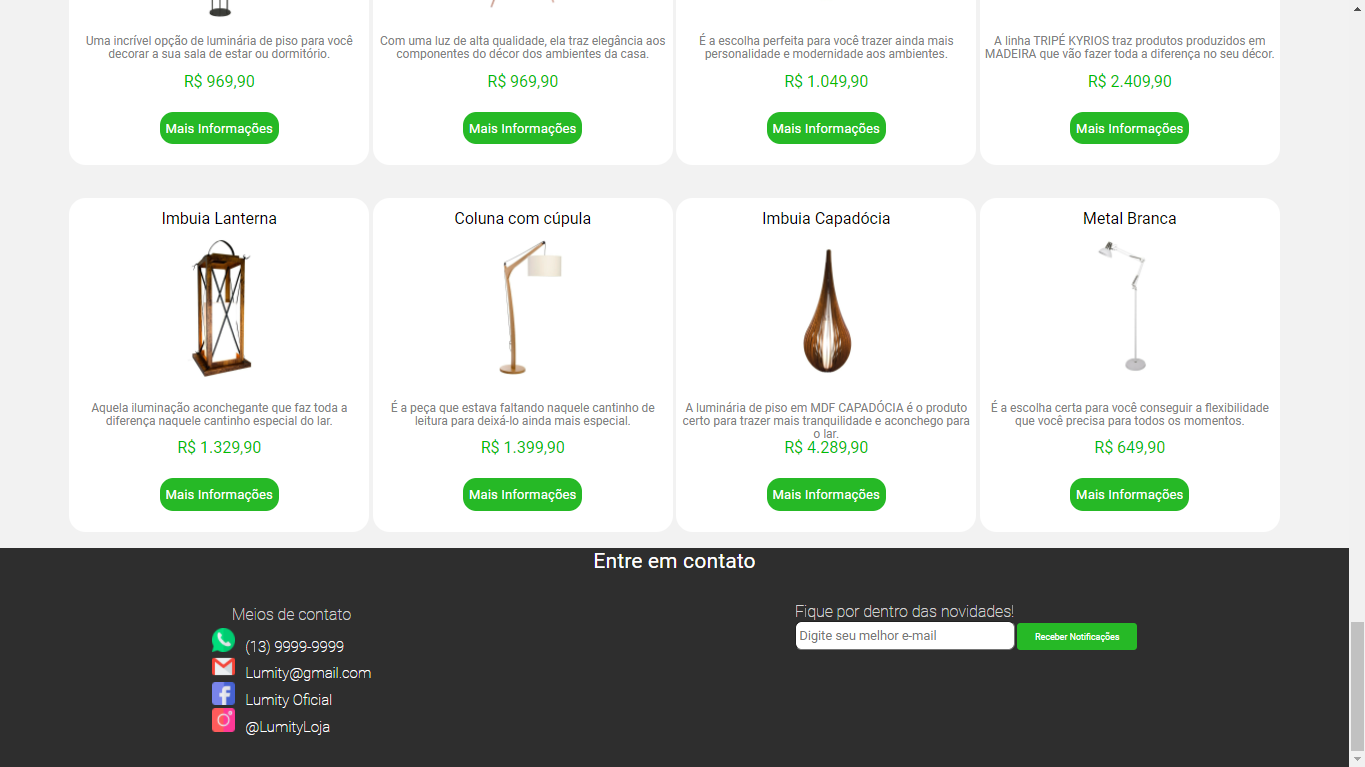 Uma incrível opção de luminária de piso para você
decorar a sua sala de estar ou dormitório.
R$ 969,90
Mais Informações
Com uma luz de alta qualidade, ela traz elegância aos
componentes do décor dos ambientes da casa.
R$ 969,90
Mais Informações
É a escolha perfeita para você trazer ainda mais
personalidade e modernidade aos ambientes.
R$ 1.049,90
Mais Informações
A linha TRIPÉ KYRIOS traz produtos produzidos em
MADEIRA que vão fazer toda a diferença no seu décor.
R$ 2.409,90
Mais Informações
Imbuia Lanterna
Aquela iluminação aconchegante que faz toda a
diferença naquele cantinho especial do lar.
R$ 1.329,90
Mais Informações
Coluna com cúpula
É a peça que estava faltando naquele cantinho de
leitura para deixá-lo ainda mais especial.
R$ 1.399,90
Mais Informações
Imbuia Capadócia
A luminária de piso em MDF CAPADÓCIA é o produto
certo para trazer mais tranquilidade e aconchego para
o lar.
R$ 4.289,90
Mais Informações
Metal Branca
É a escolha certa para você conseguir a flexibilidade
que você precisa para todos os momentos.
R$ 649,90
Mais Informações
Entre em contato
Meios de contato
(13) 9999-9999
Lumity@gmail.com
Lumity Oficial
@LumityLoja
Fique por dentro das novidades!
Digite seu melhor e-mail
Receber Notificações